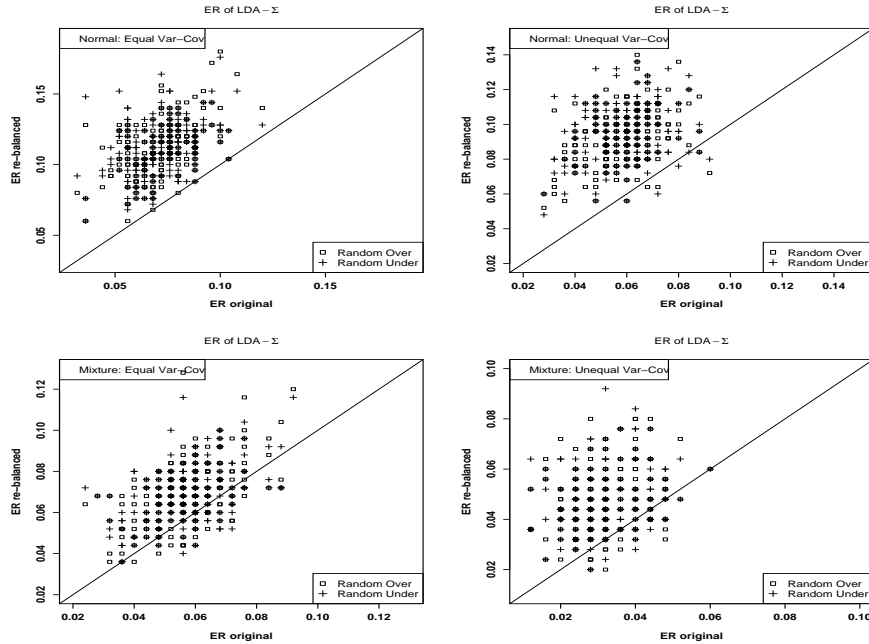 ER of LDA − Σ
Normal: Equal Var−Cov
ER re−balanced
0.15
0.10
0.05
Random Over
Random Under
0.05 0.10 0.15
ER original
ER of LDA − Σ
Normal: Unequal Var−Cov
ER re−balanced
0.14
0.12
0.10
0.08
0.06
0.04
0.02
Random Over
Random Under
0.02 0.04 0.06 0.08 0.10 0.12 0.14
ER original
ER of LDA − Σ
Mixture: Equal Var−Cov
ER re−balanced
0.12
0.10
0.08
0.06
0.04
0.02
Random Over
Random Under
0.02 0.04 0.06 0.08 0.10 0.12
ER original
ER of LDA − Σ
Mixture: Unequal Var−Cov
ER re−balanced
0.10
0.08
0.06
0.04
0.02
Random Over
Random Under
0.02 0.04 0.06 0.08 0.10
ER original